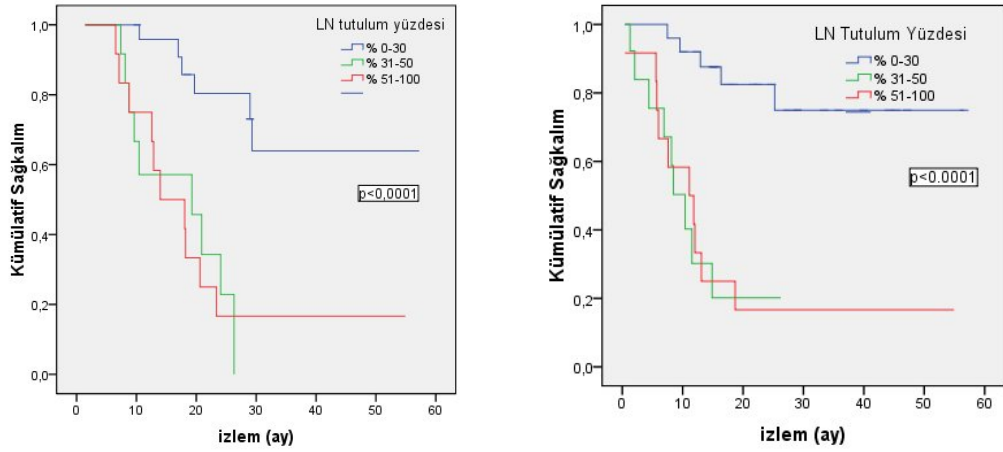 LN tutulum yüzdesi
% 0-30
% 31-50
% 51-100
p<0,0001
Kümülatif Sağkalım
1,0
0,8
0,6
0,4
0,2
0,0
0 10 20 30 40 50 60
izlem (ay)
LN Tutulum Yüzdesi
% 0-30
% 31-50
% 51-100
p<0.0001
Kümülatif Sağkalım
1,0
0,8
0,6
0,4
0,2
0,0
0 10 20 30 40 50 60
izlem (ay)